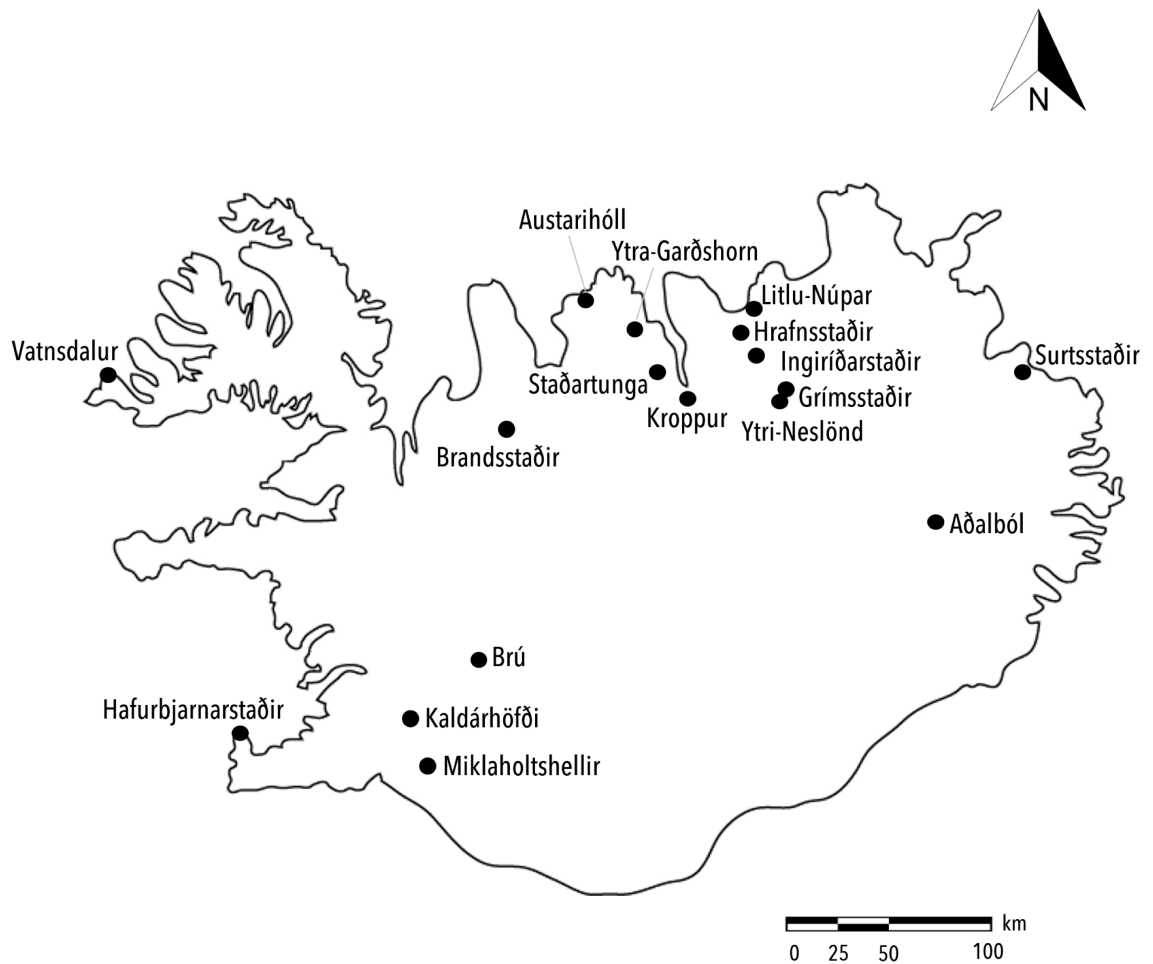 N
Austarihóll
Ytra-Garðshorn
Litlu-Núpar
Hrafnsstaðir
Vatnsdalur
Ingiríðarstaðir
Surtsstaðir
Staðartunga
Grímsstaðir
Kroppur
Ytri-Neslönd
Brandsstaðir
Aðalból
Brú
Hafurbjarnarstaðir
Kaldárhöfði
Miklaholtshellir
km
0 25 50 100